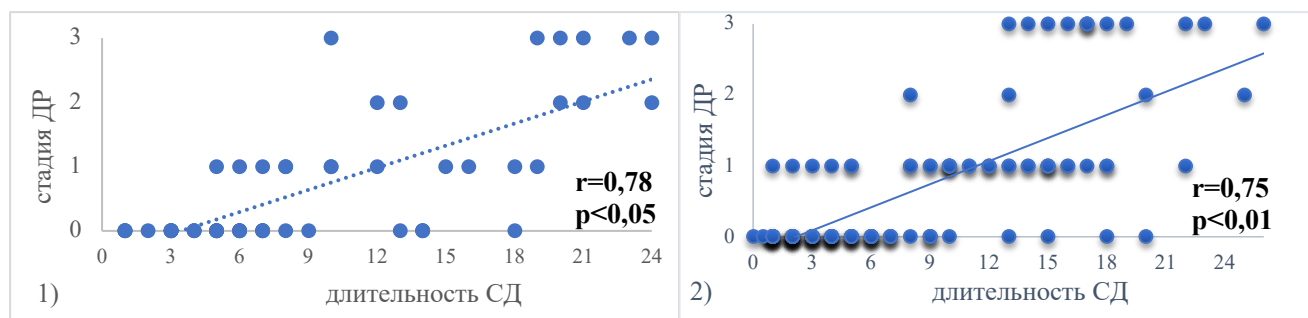 3
2
1
0
стадия ДР
0 3 6 9 12 15 18 21 24
r=0,78
p<0,05
1)
длительность СД
3
2
1
0
стадия ДР
0 3 6 9 12 15 18 21 24
r=0,75
p<0,01
2)
длительность СД